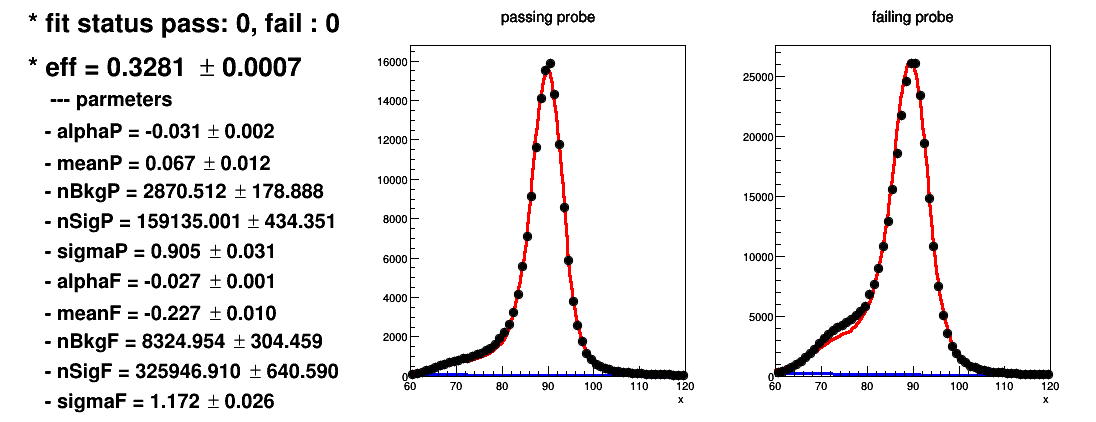 * fit status pass: 0, fail : 0
* eff = 0.3281 ± 0.0007
--- parmeters
- alphaP = -0.031 ± 0.002
- meanP = 0.067 ± 0.012
- nBkgP = 2870.512 ± 178.888
- nSigP = 159135.001 ± 434.351
- sigmaP = 0.905 ± 0.031
- alphaF = -0.027 ± 0.001
- meanF = -0.227 ± 0.010
- nBkgF = 8324.954 ± 304.459
- nSigF = 325946.910 ± 640.590
- sigmaF = 1.172 ± 0.026
passing probe
16000
14000
12000
10000
8000
6000
4000
2000
0
60 70 80 90 100 110 120
x
failing probe
25000
20000
15000
10000
5000
0
60 70 80 90 100 110 120
x